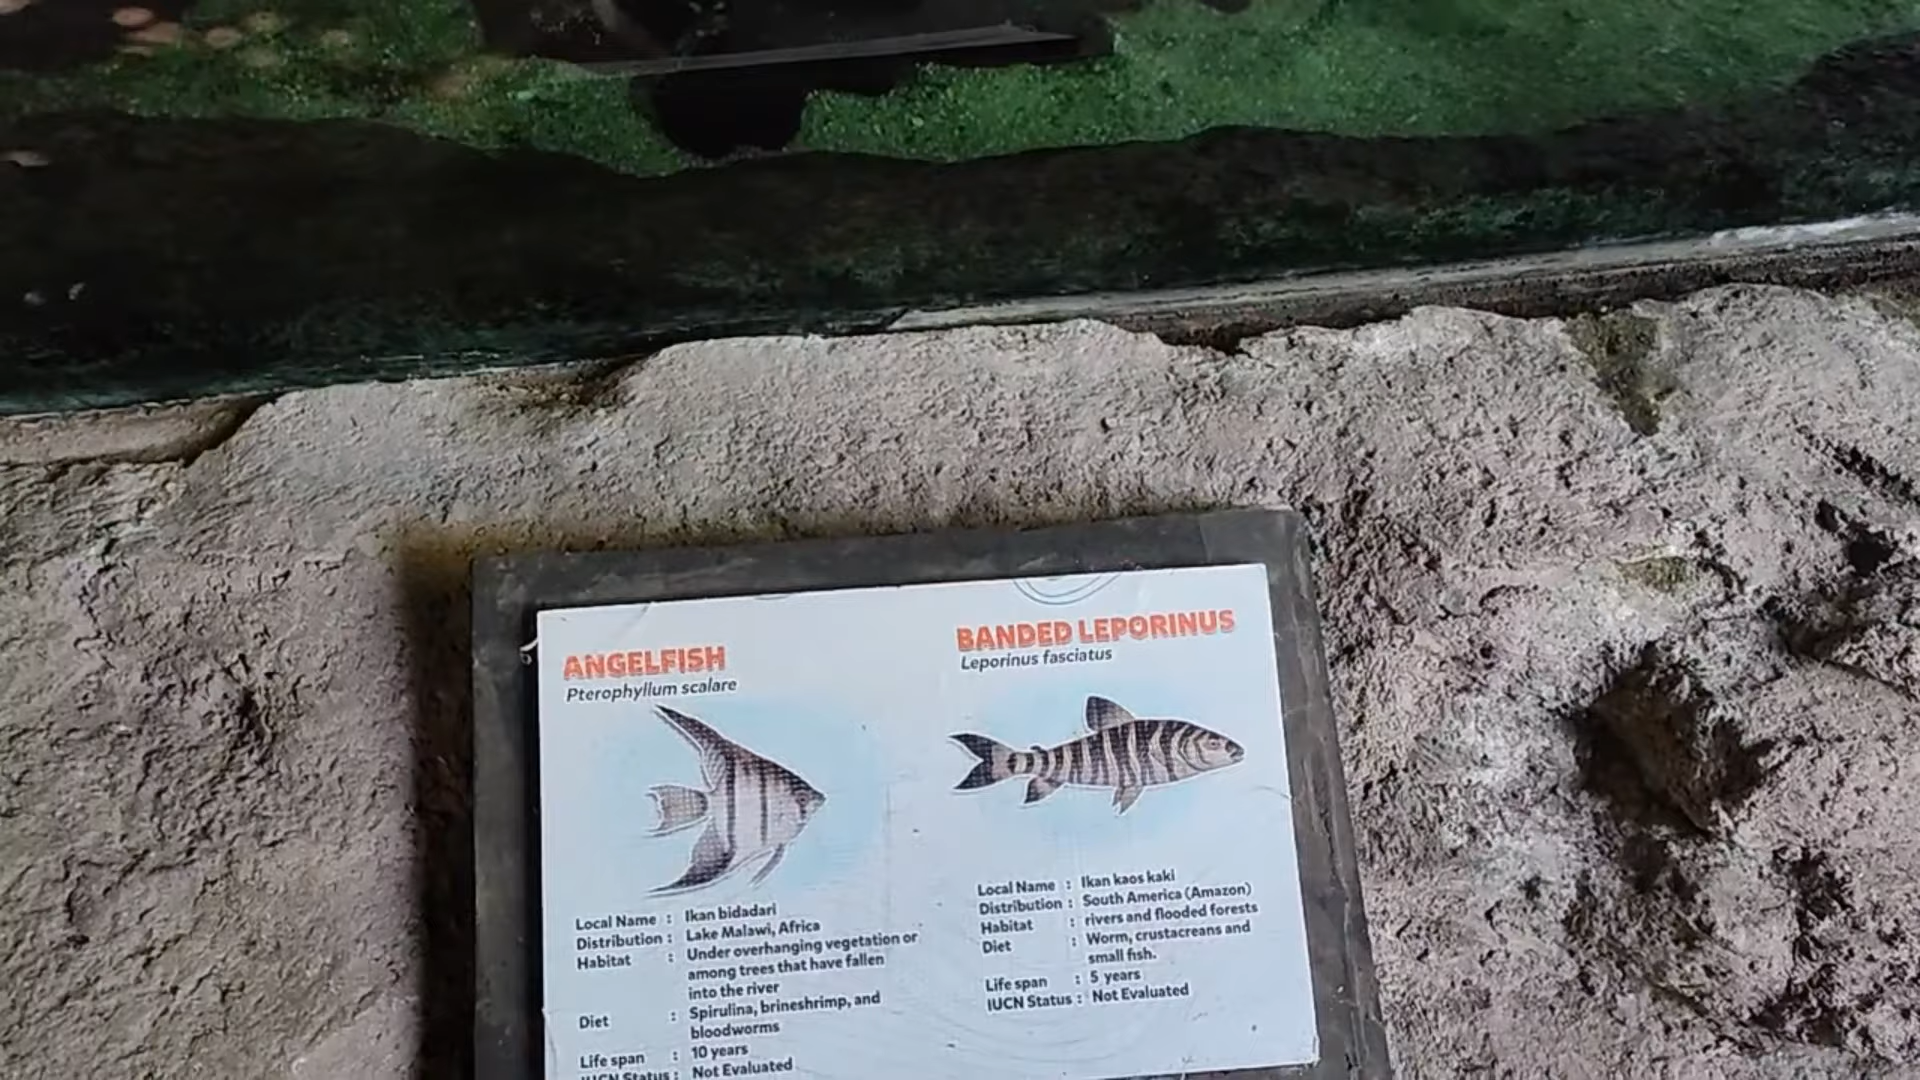 ANGELFISH
Pterophyllum scalare
Local Name : Ikan bidadari
Distribution : Lake Malawi, Africa
Habitat : Under overhanging vegetation or
among trees that have fallen
into the river
Diet : Spirulina, brineshrimp, and
bloodworms
Life span : 10 years
IUCN Status : Not Evaluated
BANDED LEPORINUS
Leporinus fasciatus
Local Name : Ikan kaos kaki
Distribution : South America (Amazon)
Habitat : rivers and flooded forests
Diet : Worm, crustacreans and
small fish.
Life span : 5 years
IUCN Status : Not Evaluated